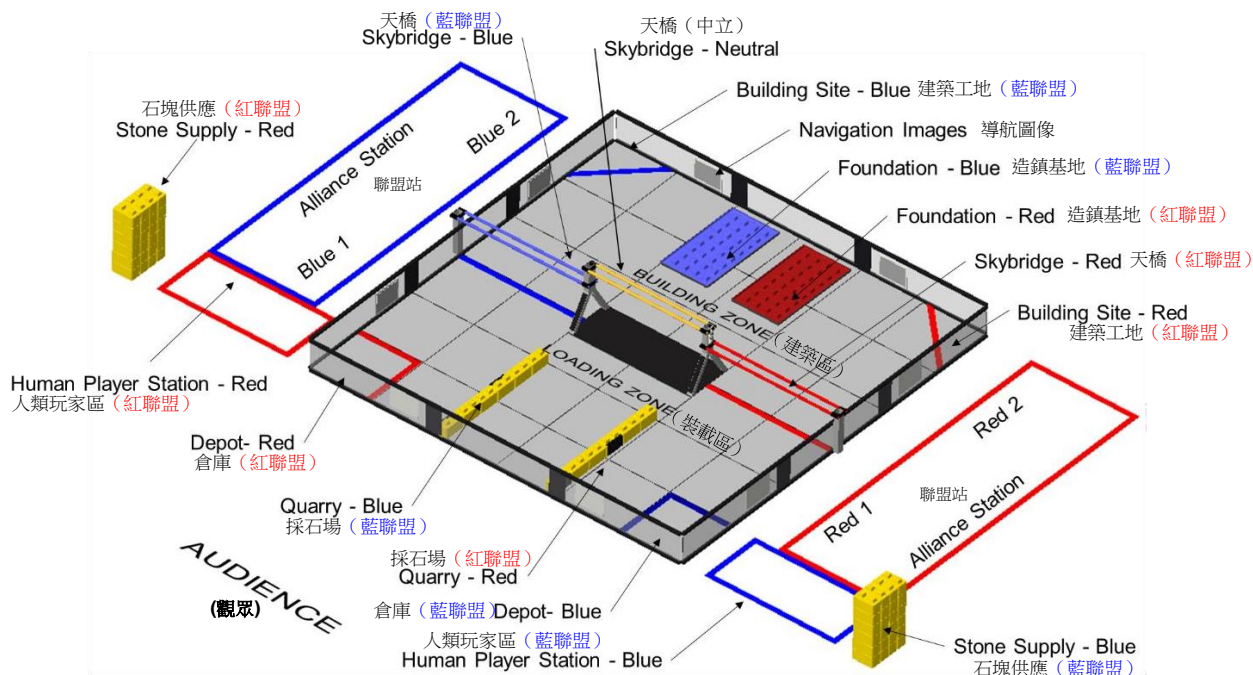 天橋（藍聯盟）
Skybridge - Blue
天橋（中立）
Skybridge - Neutral
Building Site - Blue 建築工地（藍聯盟）
石塊供應（紅聯盟）
Stone Supply - Red
Navigation Images 導航圖像
Foundation - Blue 造鎮基地（藍聯盟）
Foundation - Red 造鎮基地（紅聯盟）
Skybridge - Red 天橋（紅聯盟）
Building Site - Red
建築工地（紅聯盟）
Blue 2
Alliance Station
聯盟站
Blue 1
BUILDING ZONE（建築區）
LOADING ZONE（裝載區）
Human Player Station - Red
人類玩家區（紅聯盟）
Depot- Red
倉庫（紅聯盟）
Quarry - Blue
採石場（藍聯盟）
採石場（紅聯盟）
Quarry - Red
AUDIENCE
(觀眾)
倉庫（藍聯盟）Depot- Blue
人類玩家區（藍聯盟）
Human Player Station - Blue
Red 2
聯盟站
Red 1
Alliance Station
Stone Supply - Blue
石塊供應（藍聯盟）